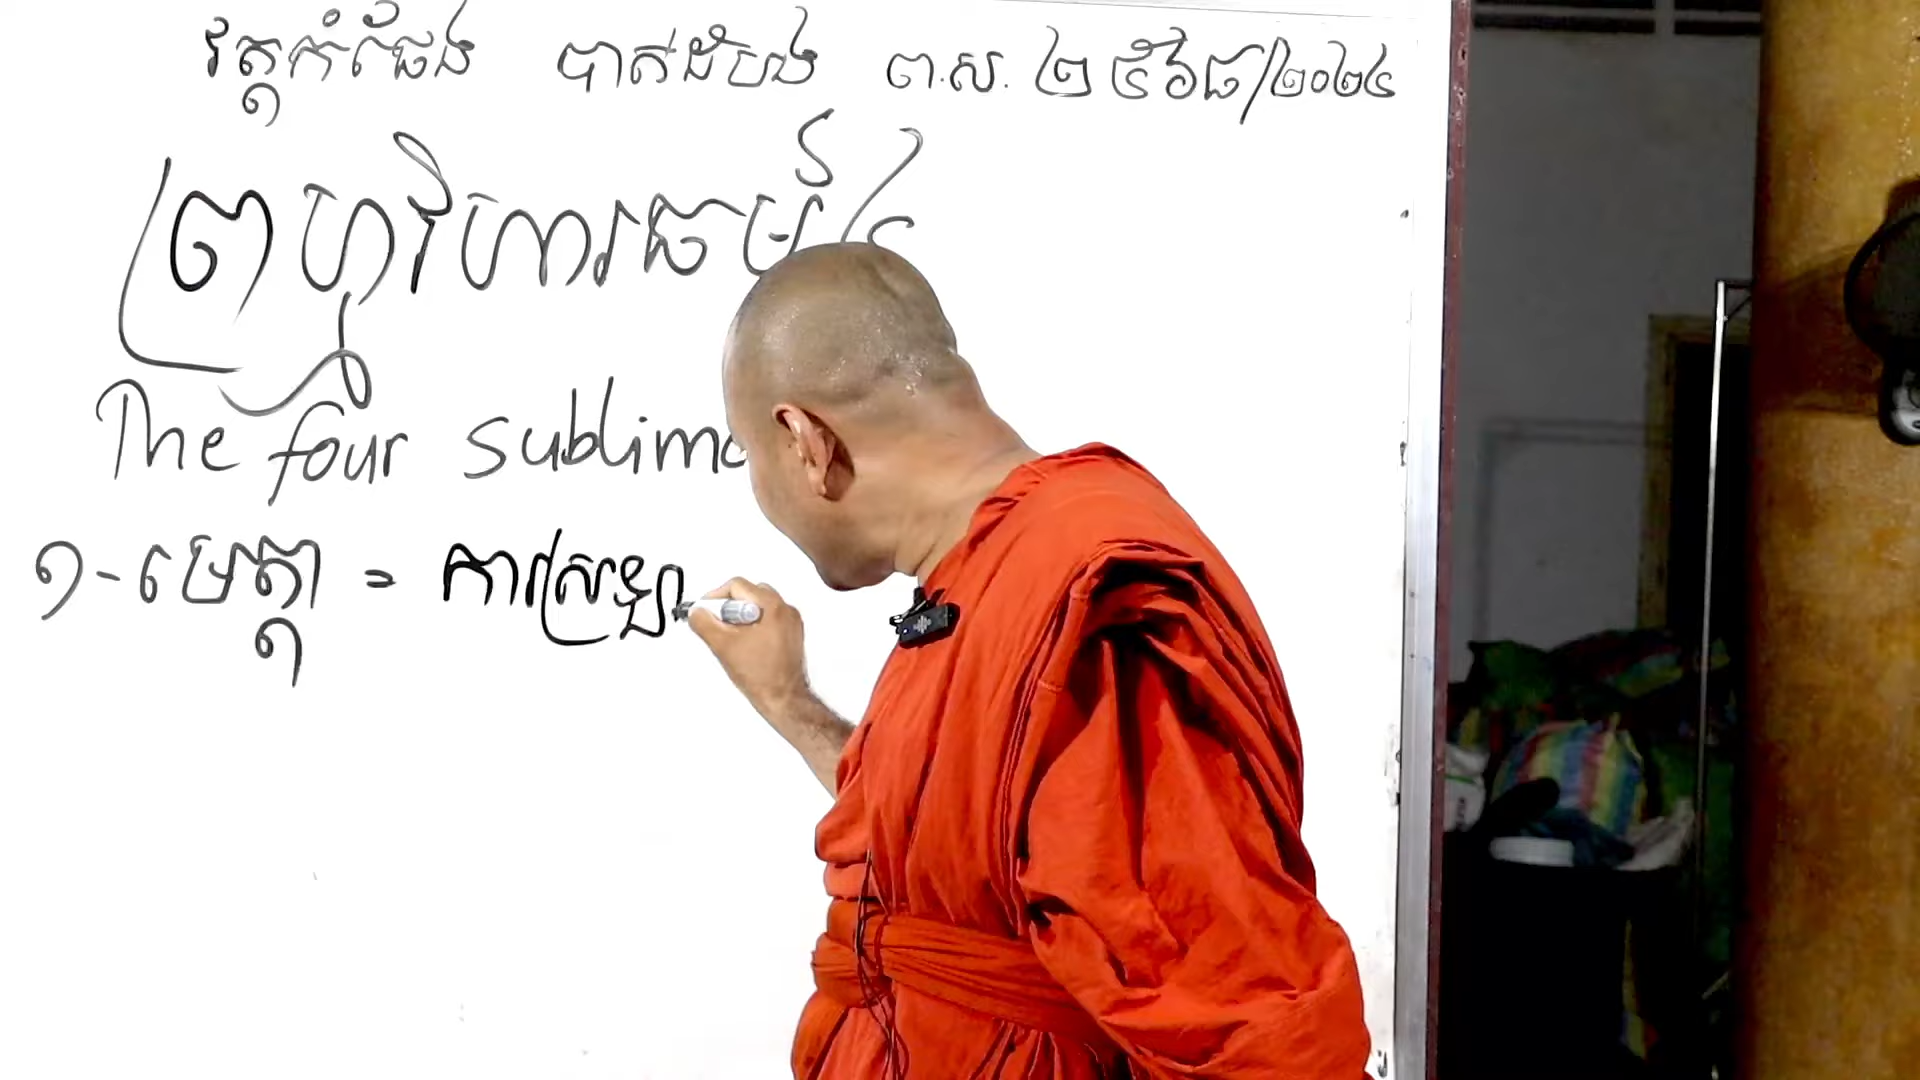 វត្តកំពែង បាត់ដំបង ព.ស. ២៥៦៨/២០២៤
ព្រហ្មវិហារធម៌ ៤
The four sublime
១-មេត្តា = ការស្រឡា